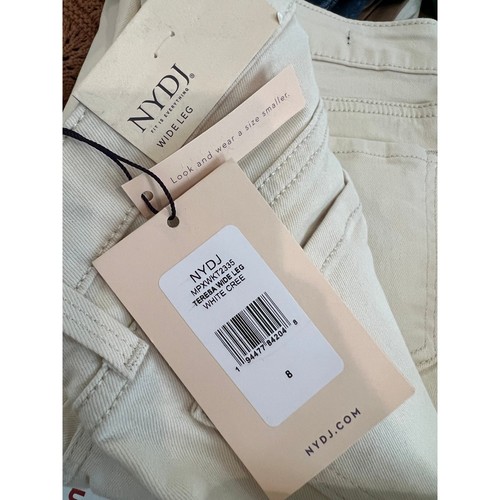 NYDJ®
FIT IS EVERYTHING
WIDE LEG
Look and wear a size smaller.
NYDJ
MPXWKT2335
TERESA WIDE LEG
WHITE CREE
1 94477 84204 8
8
NYDJ.COM